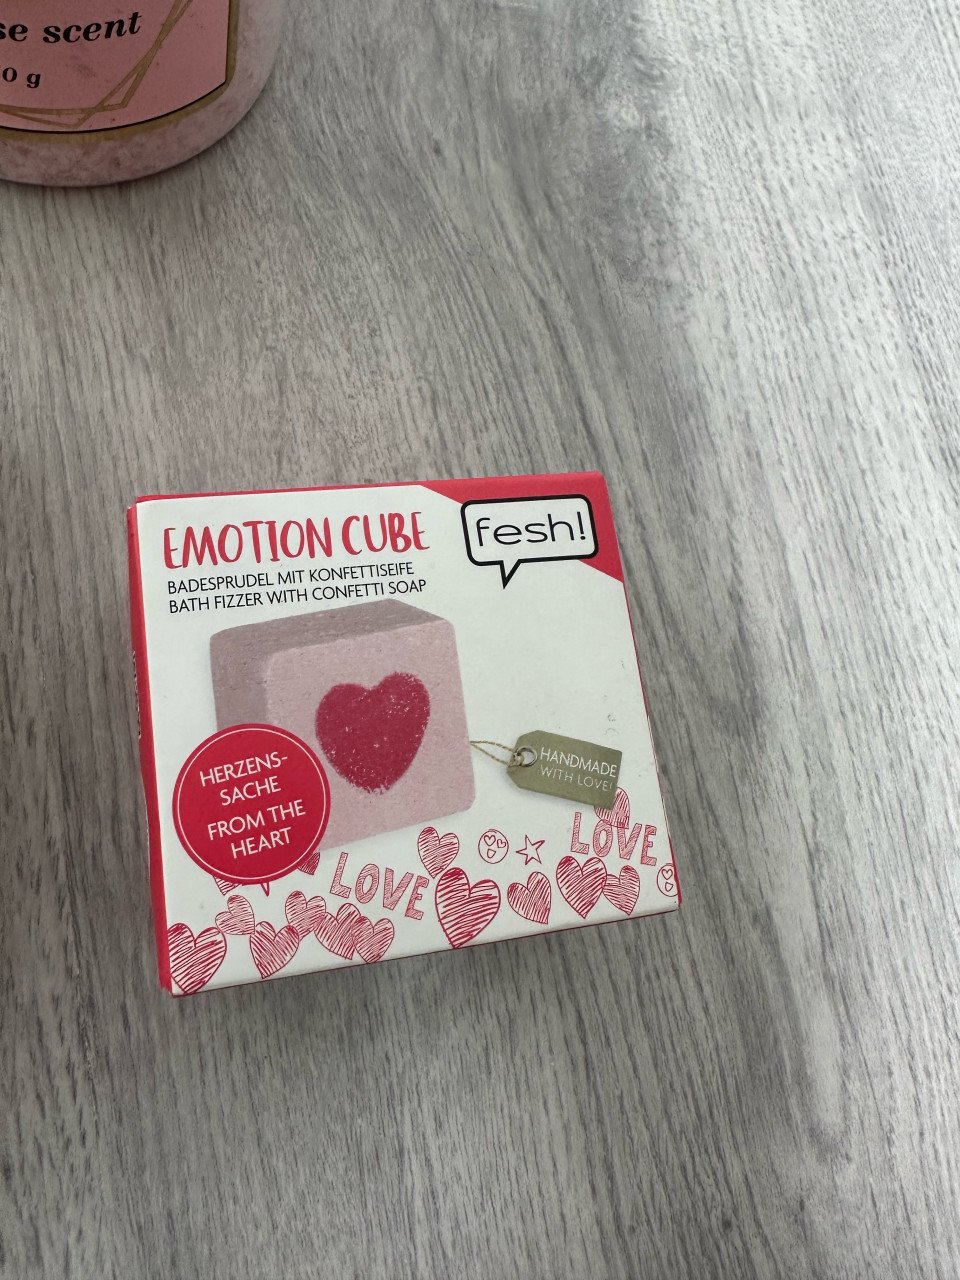 scent
0 g
EMOTION CUBE
fesh!
BADESPRUDEL MIT KONFETTISEIFE
BATH FIZZER WITH CONFETTI SOAP
HERZENS-
SACHE
FROM THE
HEART
HANDMADE
WITH LOVE!
LOVE
LOVE